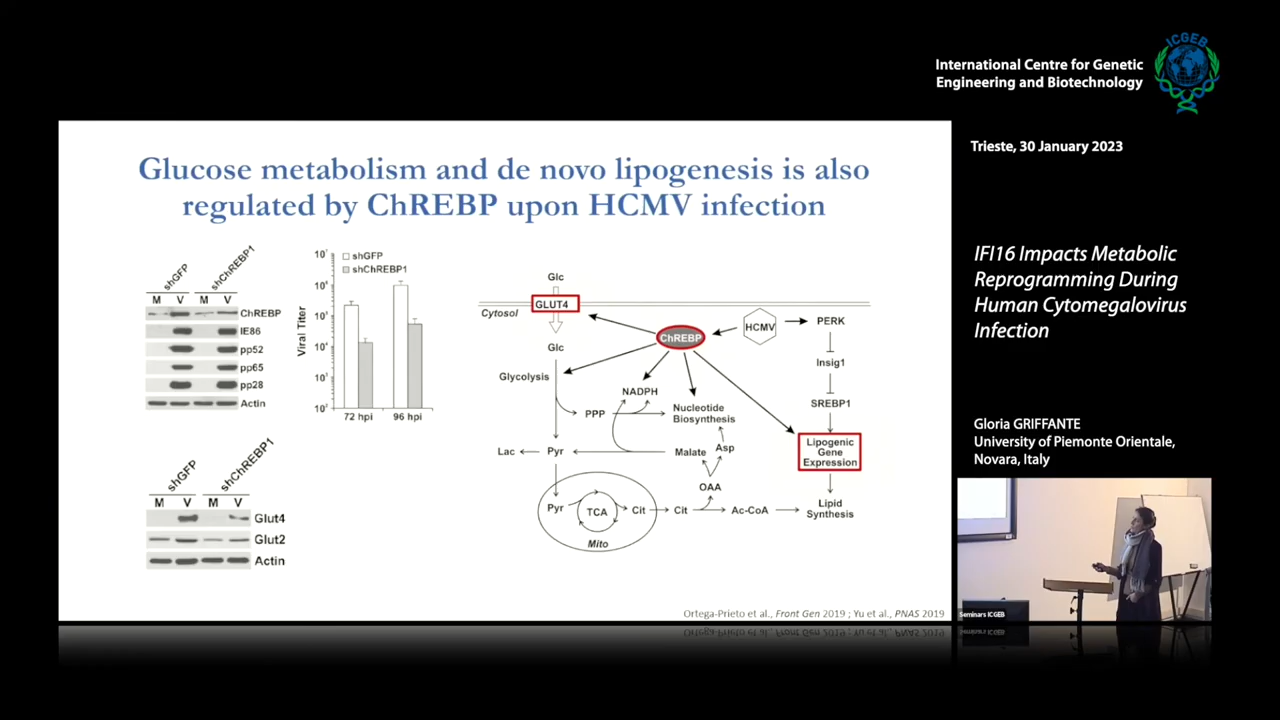 ICGEB
International Centre for Genetic
Engineering and Biotechnology
Trieste, 30 January 2023
Glucose metabolism and de novo lipogenesis is also
regulated by ChREBP upon HCMV infection
shGFP
shChREBP1
M V M V
ChREBP
IE86
pp52
pp65
pp28
Actin
Viral Titer
shGFP
shChREBP1
10²
72 hpi 96 hpi
shGFP
shChREBP1
M V M V
Glut4
Glut2
Actin
Glc
GLUT4
Cytosol
Glc
ChREBP
HCMV
PERK
Insig1
SREBP1
Glycolysis
NADPH
PPP
Nucleotide
Biosynthesis
Lipogenic
Gene
Expression
Lac
Pyr
Malate
Asp
OAA
Pyr
TCA
Cit
Cit
Ac-CoA
Lipid
Synthesis
Mito
Ortega-Prieto et al., Front Gen 2019 ; Yu et al., PNAS 2019
IFI16 Impacts Metabolic
Reprogramming During
Human Cytomegalovirus
Infection
Gloria GRIFFANTE
University of Piemonte Orientale,
Novara, Italy
Seminars ICGEB